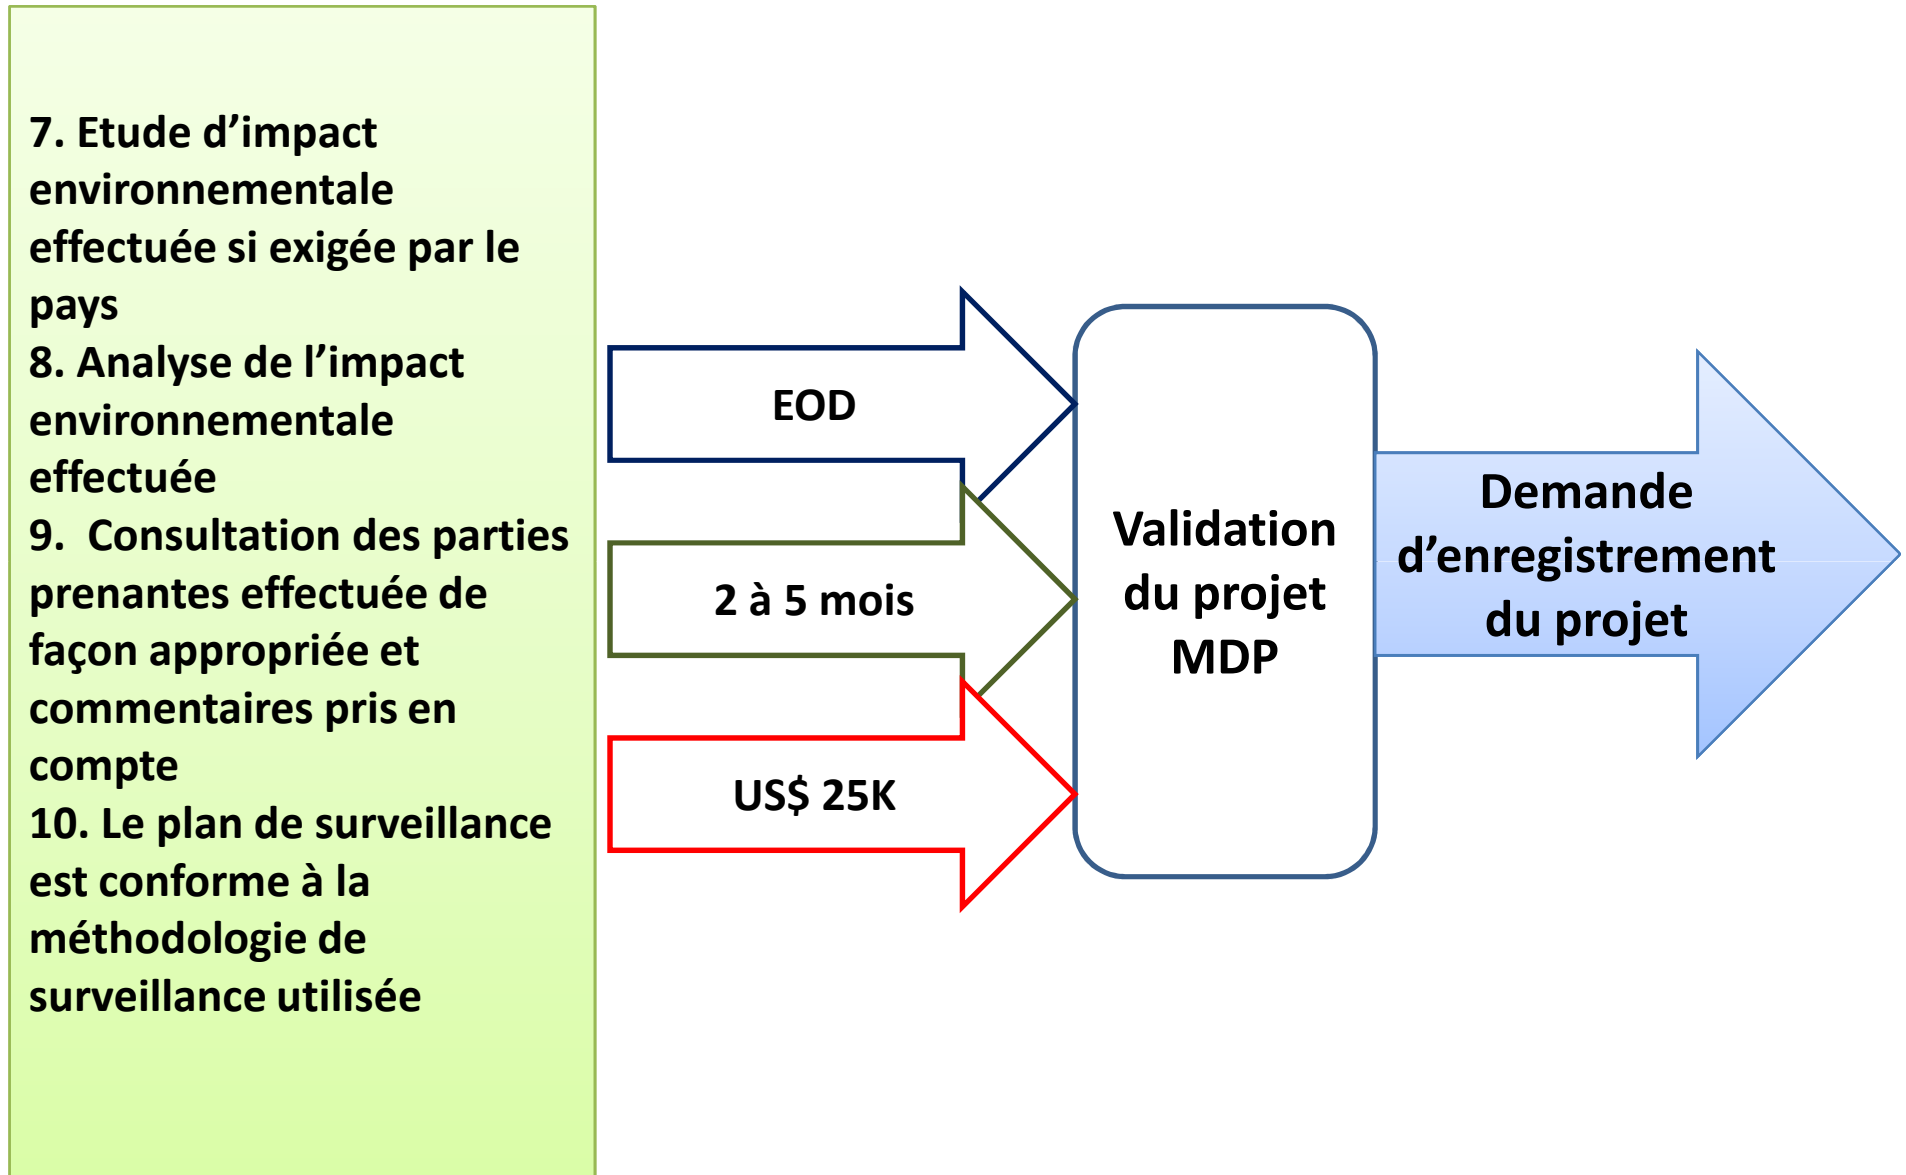 7. Etude d’impact
environnementale
effectuée si exigée par le
pays
8. Analyse de l’impact
environnementale
effectuée
9.  Consultation des parties
prenantes effectuée de
façon appropriée et
commentaires pris en
compte
10. Le plan de surveillance
est conforme à la
méthodologie de
surveillance utilisée
EOD
2 à 5 mois
US$ 25K
Validation
du projet
MDP
Demande
d’enregistrement
du projet